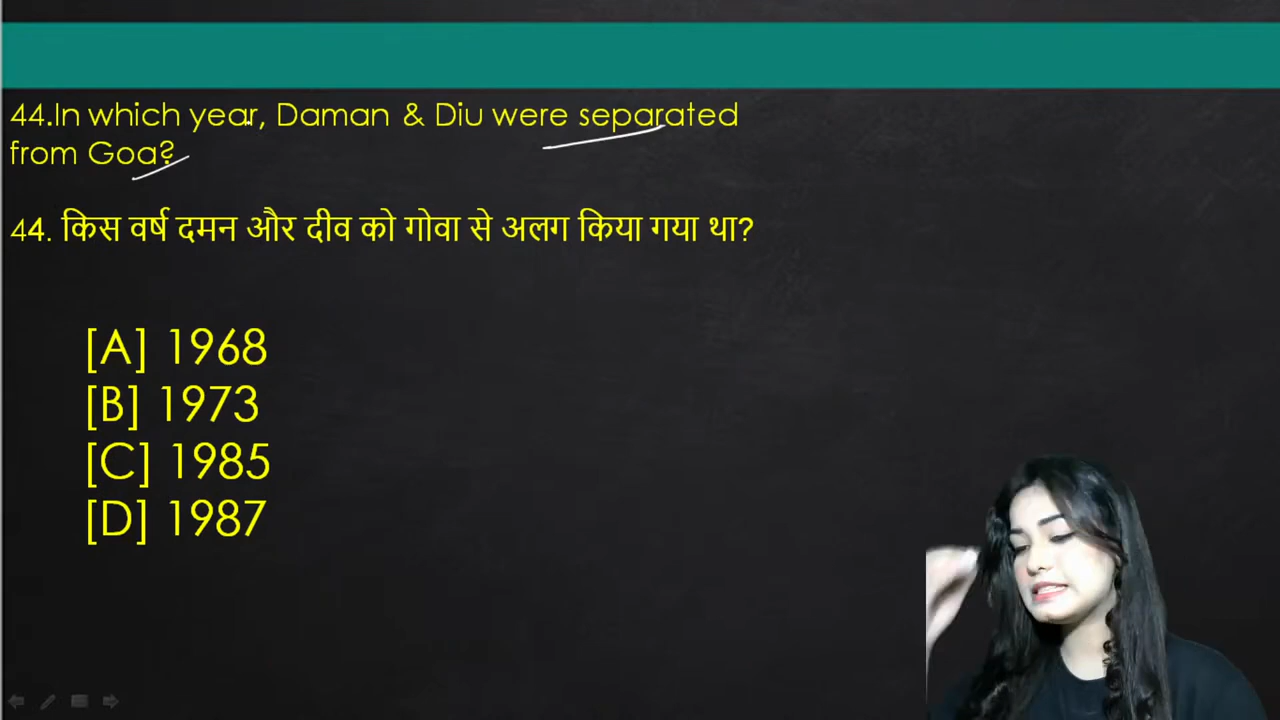 44.In which year, Daman & Diu were separated
from Goa?
44. किस वर्ष दमन और दीव को गोवा से अलग किया गया था?
[A] 1968
[B] 1973
[C] 1985
[D] 1987